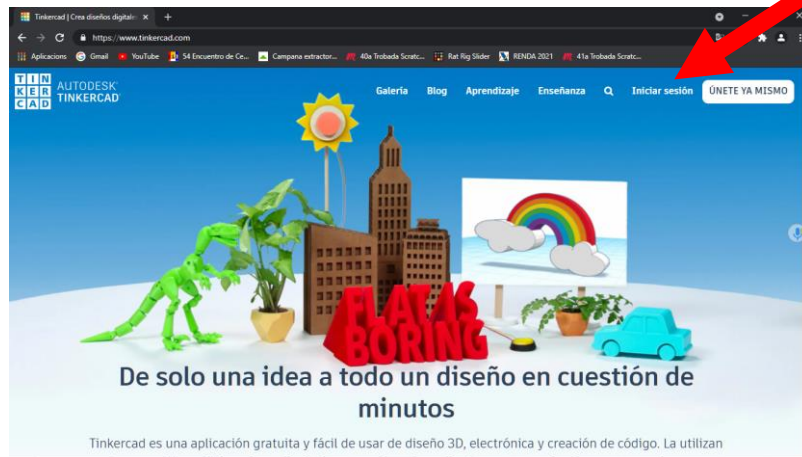 Tinkercad | Crea diseños digitale
https://www.tinkercad.com
Aplicacions Gmail YouTube 54 Encuentro de Ce... Campana extractor... 40a Trobada Scratc... Rat Rig Slider RENDA 2021 41a Trobada Scratc...
TIN
KER
CAD
AUTODESK
TINKERCAD
Galería Blog Aprendizaje Enseñanza Iniciar sesión ÚNETE YA MISMO
FLAT AS
BORING
De solo una idea a todo un diseño en cuestión de
minutos
Tinkercad es una aplicación gratuita y fácil de usar de diseño 3D, electrónica y creación de código. La utilizan